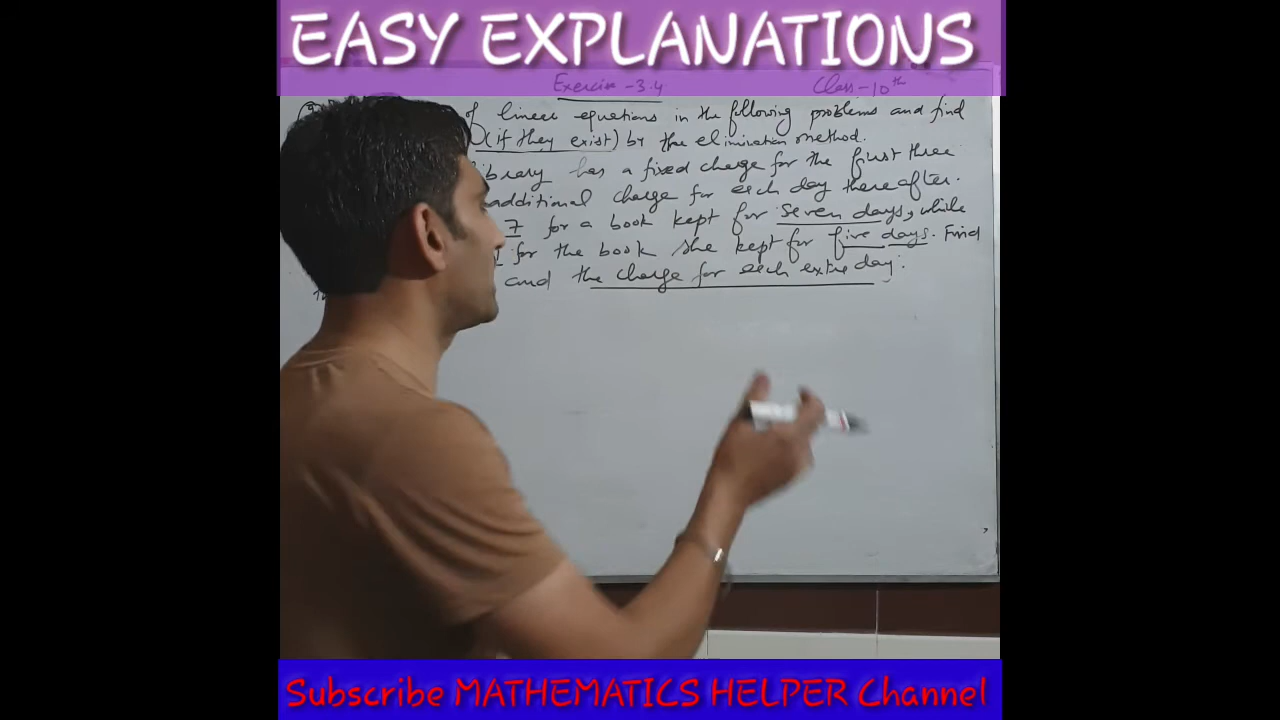 EASY EXPLANATIONS
Exercise - 3.4 Class - 10th
of linear equations in the following problems and find
(if they exist) by the elimination method.
library has a fixed charge for the first three
additional charge for each day thereafter.
7 for a book kept for seven days, while
for the book she kept for five days. Find
and the charge for each extra day.
Subscribe MATHEMATICS HELPER Channel